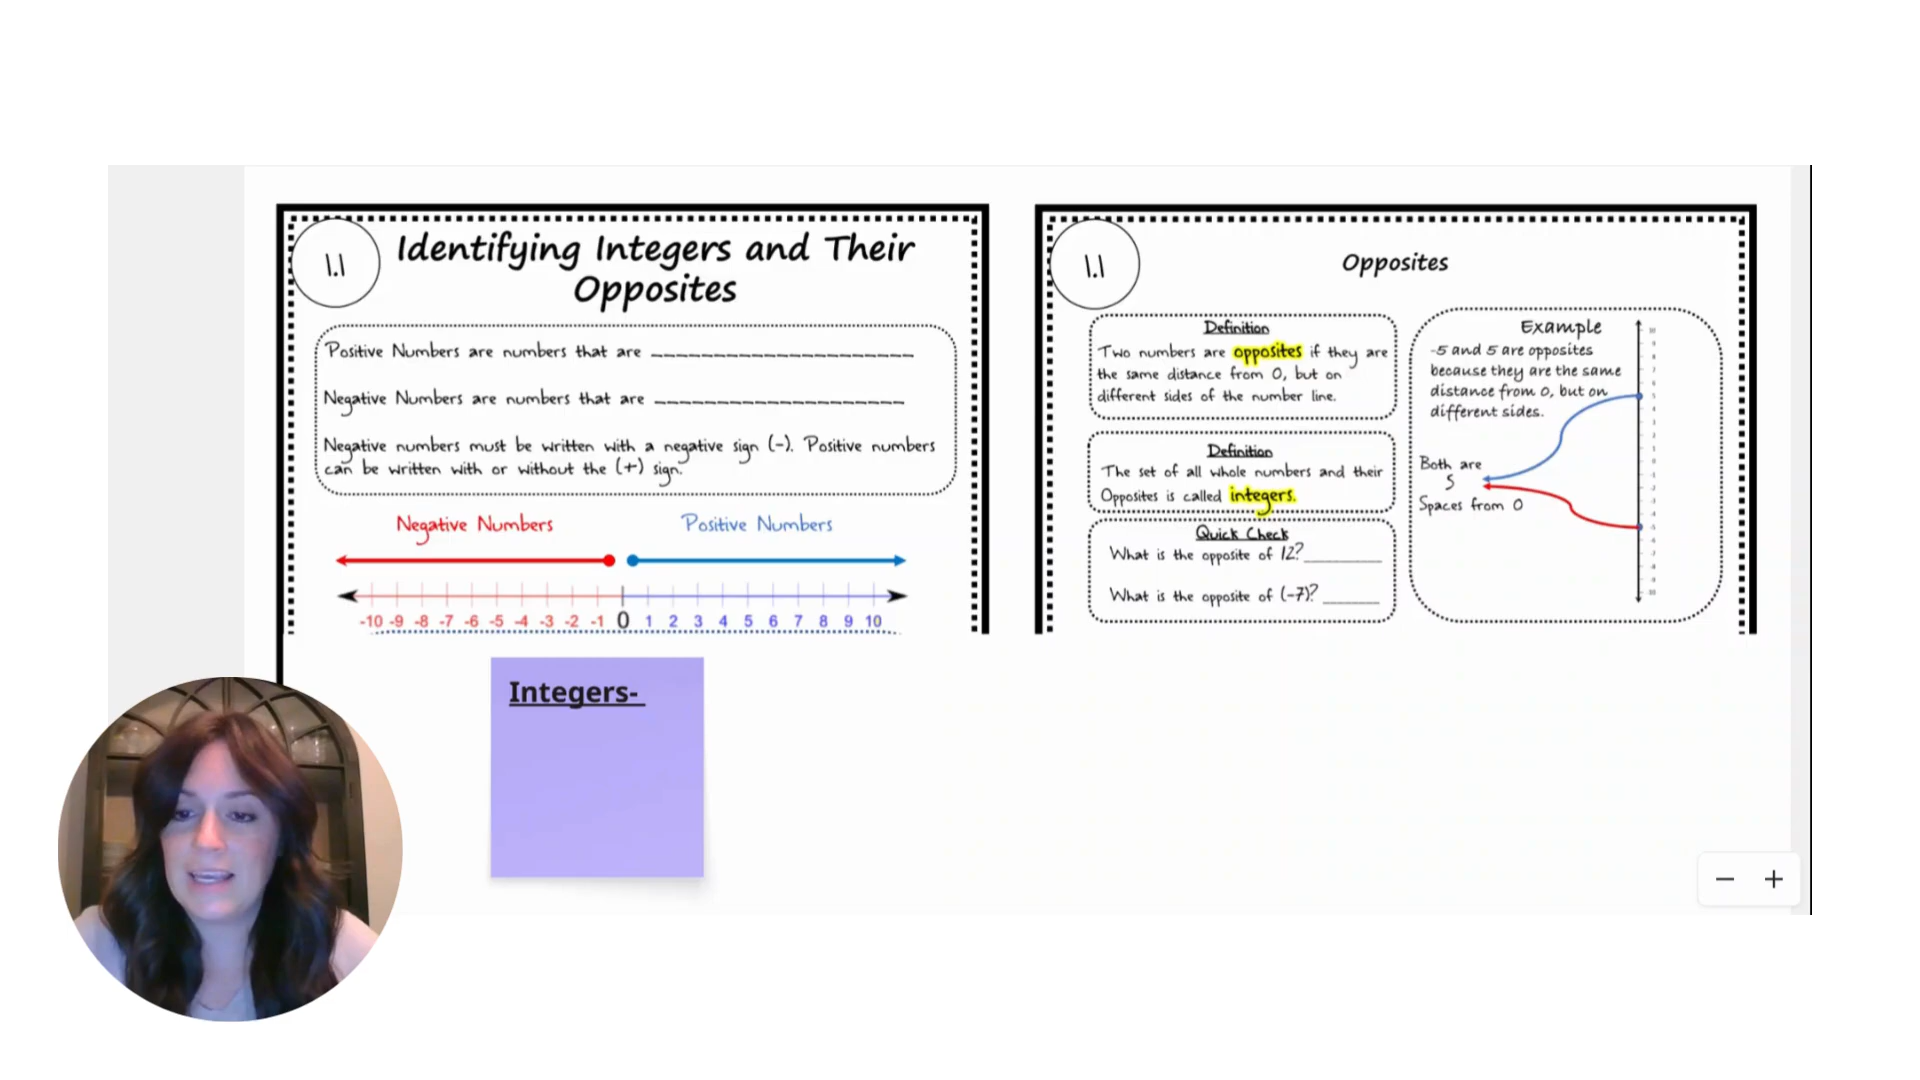 1.1
Identifying Integers and Their
Opposites
Positive Numbers are numbers that are ____________________
Negative Numbers are numbers that are ____________________
Negative numbers must be written with a negative sign (-). Positive numbers
can be written with or without the (+) sign.
Negative Numbers Positive Numbers
-10 -9 -8 -7 -6 -5 -4 -3 -2 -1 0 1 2 3 4 5 6 7 8 9 10
1.1
Opposites
Definition
Two numbers are opposites if they are
the same distance from 0, but on
different sides of the number line.
Definition
The set of all whole numbers and their
Opposites is called integers.
Quick Check
What is the opposite of 12?________
What is the opposite of (-7)? ______
Example
-5 and 5 are opposites
because they are the same
distance from 0, but on
different sides.
Both are
5
Spaces from 0
Integers-